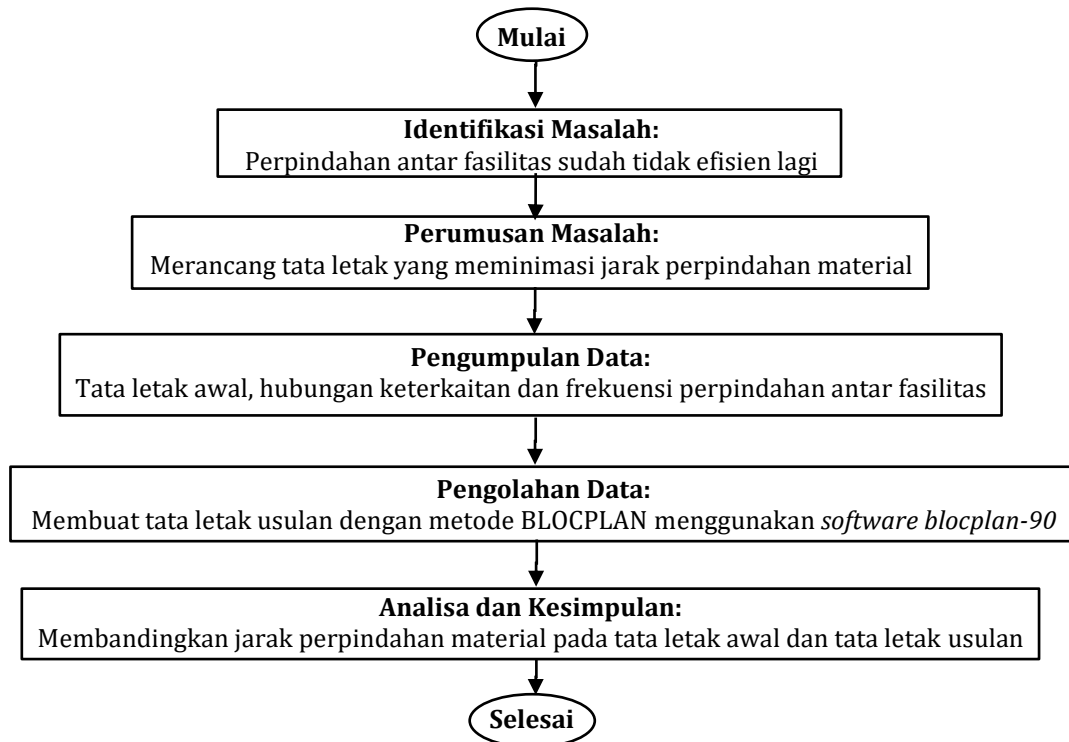 Mulai
Identifikasi Masalah:
Perpindahan antar fasilitas sudah tidak efisien lagi
Perumusan Masalah:
Merancang tata letak yang meminimasi jarak perpindahan material
Pengumpulan Data:
Tata letak awal, hubungan keterkaitan dan frekuensi perpindahan antar fasilitas
Pengolahan Data:
Membuat tata letak usulan dengan metode BLOCPLAN menggunakan software blocplan-90
Analisa dan Kesimpulan:
Membandingkan jarak perpindahan material pada tata letak awal dan tata letak usulan
Selesai